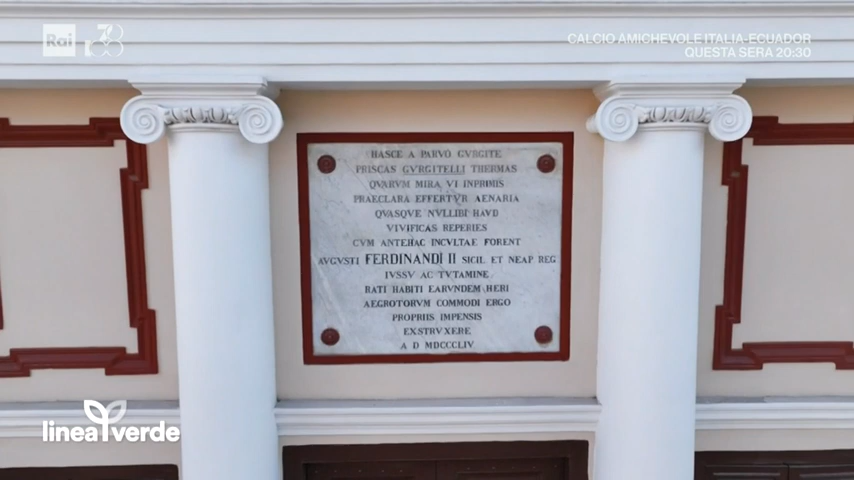 Rai
CALCIO AMICHEVOLE ITALIA-ECUADOR
QUESTA SERA 20:30
HASCE A PARVO GVRGITE
PRISCAS GVRGITELLI THERMAS
QVARVM MIRA VI INPRIMIS
PRAECLARA EFFERTVR AENARIA
QVASQVE NVLLIBI HAVD
VIVIFICAS REPERIES
CVM ANTEHAC INCVLTAE FORENT
AVGVSTI FERDINANDI II SICIL ET NEAP REG
IVSSV AC TVTAMINE
RATI HABITI EARVNDEM HERI
AEGROTORVM COMMODI ERGO
PROPRIIS IMPENSIS
EXSTRVXERE
A D MDCCCLIV
lineaverde